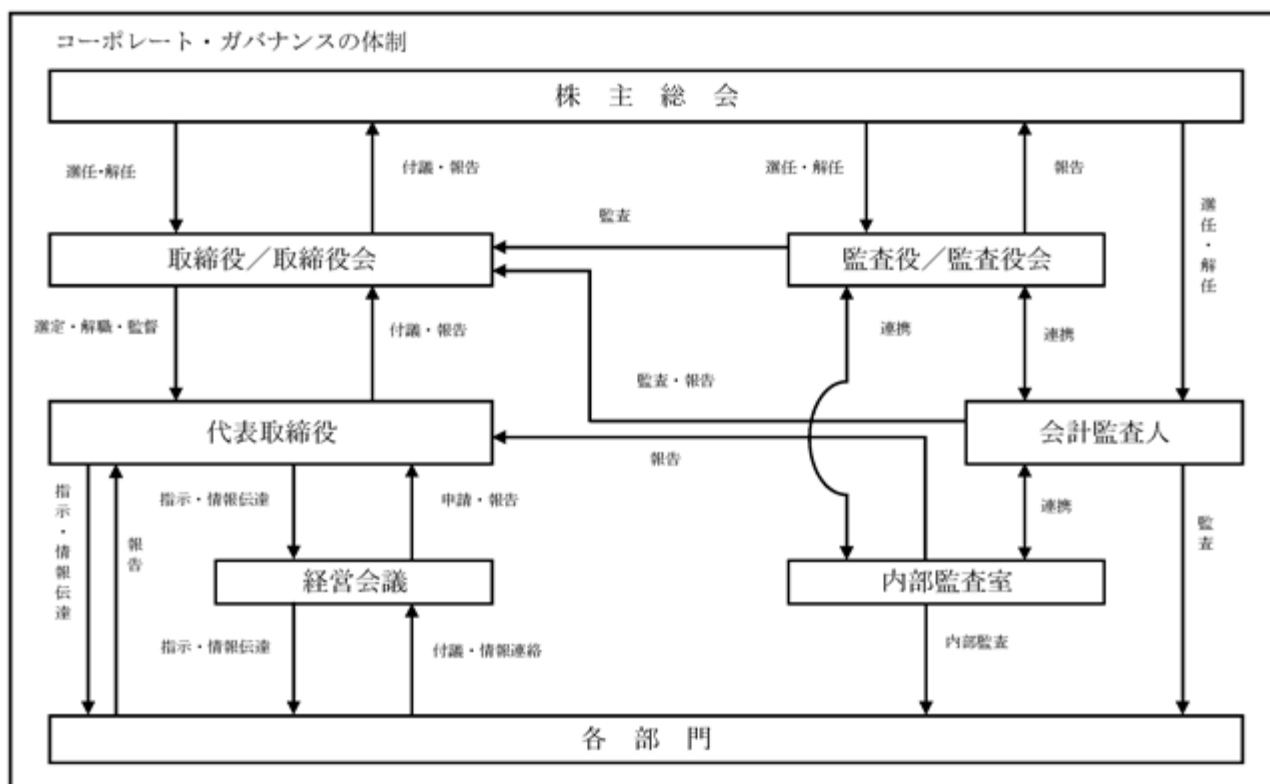 コーポレート・ガバナンスの体制
株主総会
選任・解任
付議・報告
選任・解任
報告
選任・解任
監査
取締役／取締役会
監査役／監査役会
選定・解職・監督
付議・報告
連携
連携
監査・報告
代表取締役
会計監査人
報告
指示・情報伝達
報告
指示・情報伝達
申請・報告
連携
監査
経営会議
内部監査室
指示・情報伝達
付議・情報連絡
内部監査
各部門